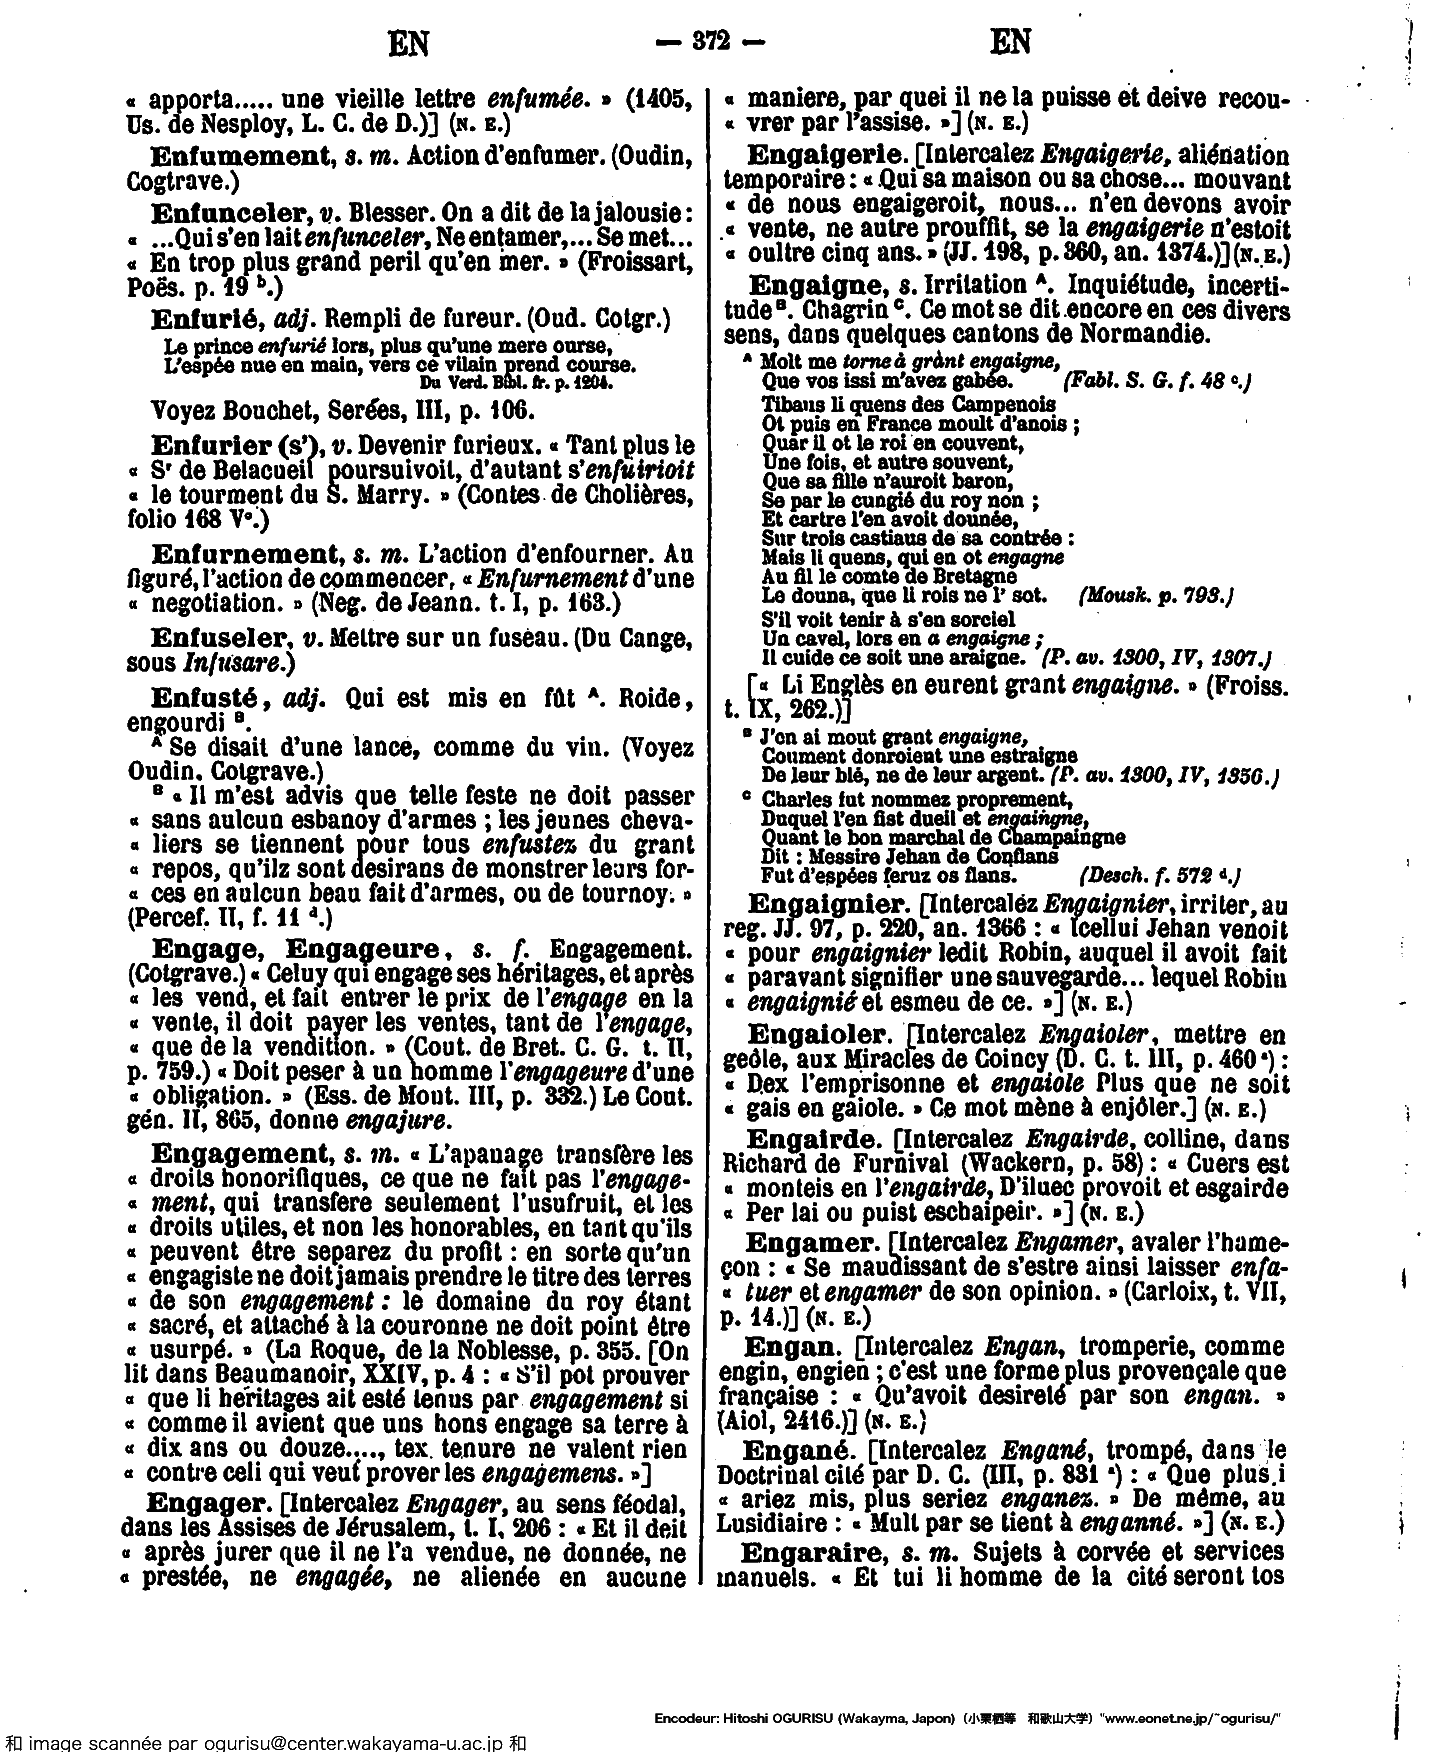 EN
— 372 —
EN
« apporta..... une vieille lettre enfumée. » (1405,
Us. de Nesploy, L. C. de D.)] (N. E.)
Enfumement, s. m. Action d'enfumer. (Oudin,
Cogtrave.)
Enfunceler, v. Blesser. On a dit de la jalousie :
« ...Qui s'en lait enfunceler, Ne entamer,... Se met...
« En trop plus grand peril qu'en mer. » (Froissart,
Poës. p. 19 b.)
Enfurié, adj. Rempli de fureur. (Oud. Cotgr.)
Le prince enfurié lors, plus qu'une mere ourse,
L'espée nue en main, vers ce vilain prend course.
Du Verd. Bibl. fr. p. 1204.
Voyez Bouchet, Serées, III, p. 106.
Enfurier (s'), v. Devenir furieux. « Tant plus le
« Sr de Belacueil poursuivoit, d'autant s'enfuirioit
« le tourment du S. Marry. » (Contes de Cholières,
folio 168 Vº.)
Enfurnement, s. m. L'action d'enfourner. Au
figuré, l'action de commencer, « Enfurnement d'une
« negotiation. » (Neg. de Jeann. t. I, p. 163.)
Enfuseler, v. Mettre sur un fuseau. (Du Cange,
sous Infusare.)
Enfusté, adj. Qui est mis en fût A. Roide,
engourdi B.
A Se disait d'une lance, comme du vin. (Voyez
Oudin, Cotgrave.)
B « Il m'est advis que telle feste ne doit passer
« sans aulcun esbanoy d'armes ; les jeunes cheva-
« liers se tiennent pour tous enfustez du grant
« repos, qu'ilz sont desirans de monstrer leurs for-
« ces en aulcun beau fait d'armes, ou de tournoy. »
(Percef. II, f. 11 d.)
Engage, Engageure, s. f. Engagement.
(Cotgrave.) « Celuy qui engage ses héritages, et après
« les vend, et fait entrer le prix de l'engage en la
« vente, il doit payer les ventes, tant de l'engage,
« que de la vendition. » (Cout. de Bret. C. G. t. II,
p. 759.) « Doit peser à un homme l'engageure d'une
« obligation. » (Ess. de Mont. III, p. 332.) Le Cout.
gén. II, 865, donne engajure.
Engagement, s. m. « L'apanage transfère les
« droits honorifiques, ce que ne fait pas l'engage-
« ment, qui transfere seulement l'usufruit, et les
« droits utiles, et non les honorables, en tant qu'ils
« peuvent être separez du profit : en sorte qu'un
« engagiste ne doit jamais prendre le titre des terres
« de son engagement : le domaine du roy étant
« sacré, et attaché à la couronne ne doit point être
« usurpé. » (La Roque, de la Noblesse, p. 355. [On
lit dans Beaumanoir, XXIV, p. 4 : « S'il pot prouver
« que li heritages ait esté tenus par engagement si
« comme il avient que uns hons engage sa terre à
« dix ans ou douze...., tex tenure ne valent rien
« contre celi qui veut prover les engagemens. »]
Engager. [Intercalez Engager, au sens féodal,
dans les Assises de Jérusalem, t. I, 206 : « Et il deit
« après jurer que il ne l'a vendue, ne donnée, ne
« prestée, ne engagée, ne alienée en aucune
« maniere, par quei il ne la puisse et deive recou-
« vrer par l'assise. »] (N. E.)
Engaigerie. [Intercalez Engaigerie, aliénation
temporaire : « Qui sa maison ou sa chose... mouvant
« de nous engaigeroit, nous... n'en devons avoir
« vente, ne autre prouffit, se la engaigerie n'estoit
« oultre cinq ans. » (JJ. 198, p. 360, an. 1374.)] (N. E.)
Engaigne, s. Irritation A. Inquiétude, incerti-
tude B. Chagrin C. Ce mot se dit encore en ces divers
sens, dans quelques cantons de Normandie.
A Molt me torne à grant engaigne,
Que vos issi m'avez gabée. (Fabl. S. G. f. 48 c.)
Tibaus li quens des Campenois
Ot puis en France moult d'anois ;
Quar il ot le roi en couvent,
Une fois, et autre souvent,
Que sa fille n'auroit baron,
Se par le cungié du roy non ;
Et cartre l'en avoit dounée,
Sur trois castiaus de sa contrée :
Mais li quens, qui en ot engagne
Au fil le comte de Bretagne
Le douna, que li rois ne l' sot. (Mousk. p. 793.)
S'il voit tenir à s'en sorciel
Un cavel, lors en a engaigne ;
Il cuide ce soit une araigne. (P. av. 1300, IV, 1307.)
[« Li Englès en eurent grant engaigne. » (Froiss.
t. IX, 262.)]
B J'en ai mout grant engaigne,
Coument donroient une estraigne
De leur blé, ne de leur argent. (P. av. 1300, IV, 1356.)
C Charles fut nommez proprement,
Duquel l'en fist dueil et engaingne,
Quant le bon marchal de Champaingne
Dit : Messire Jehan de Conflans
Fut d'espées feruz os flans. (Desch. f. 572 d.)
Engaignier. [Intercaléz Engaignier, irriter, au
reg. JJ. 97, p. 220, an. 1366 : « Icellui Jehan venoit
« pour engaignier ledit Robin, auquel il avoit fait
« paravant signifier une sauvegarde... lequel Robin
« engaignié et esmeu de ce. »] (N. E.)
Engaioler. [Intercalez Engaioler, mettre en
geôle, aux Miracles de Coincy (D. C. t. III, p. 460 a) :
« Dex l'emprisonne et engaiole Plus que ne soit
« gais en gaiole. » Ce mot mène à enjôler.] (N. E.)
Engairde. [Intercalez Engairde, colline, dans
Richard de Furnival (Wackern, p. 58) : « Cuers est
« monteis en l'engairde, D'iluec provoit et esgairde
« Per lai ou puist eschaipeir. »] (N. E.)
Engamer. [Intercalez Engamer, avaler l'hame-
çon : « Se maudissant de s'estre ainsi laisser enfa-
« tuer et engamer de son opinion. » (Carloix, t. VII,
p. 14.)] (N. E.)
Engan. [Intercalez Engan, tromperie, comme
engin, engien ; c'est une forme plus provençale que
française : « Qu'avoit desireté par son engan. »
(Aiol, 2416.)] (N. E.)
Engané. [Intercalez Engané, trompé, dans le
Doctrinal cité par D. C. (III, p. 831 a) : « Que plus i
« ariez mis, plus seriez enganez. » De même, au
Lusidiaire : « Mult par se tient à enganné. »] (N. E.)
Engaraire, s. m. Sujets à corvée et services
manuels. « Et tui li homme de la cité seront tos
Encodeur: Hitoshi OGURISU (Wakayma, Japon) (小栗栖等 和歌山大学) "www.eonet.ne.jp/~ogurisu/"
和 image scannée par ogurisu@center.wakayama-u.ac.jp 和